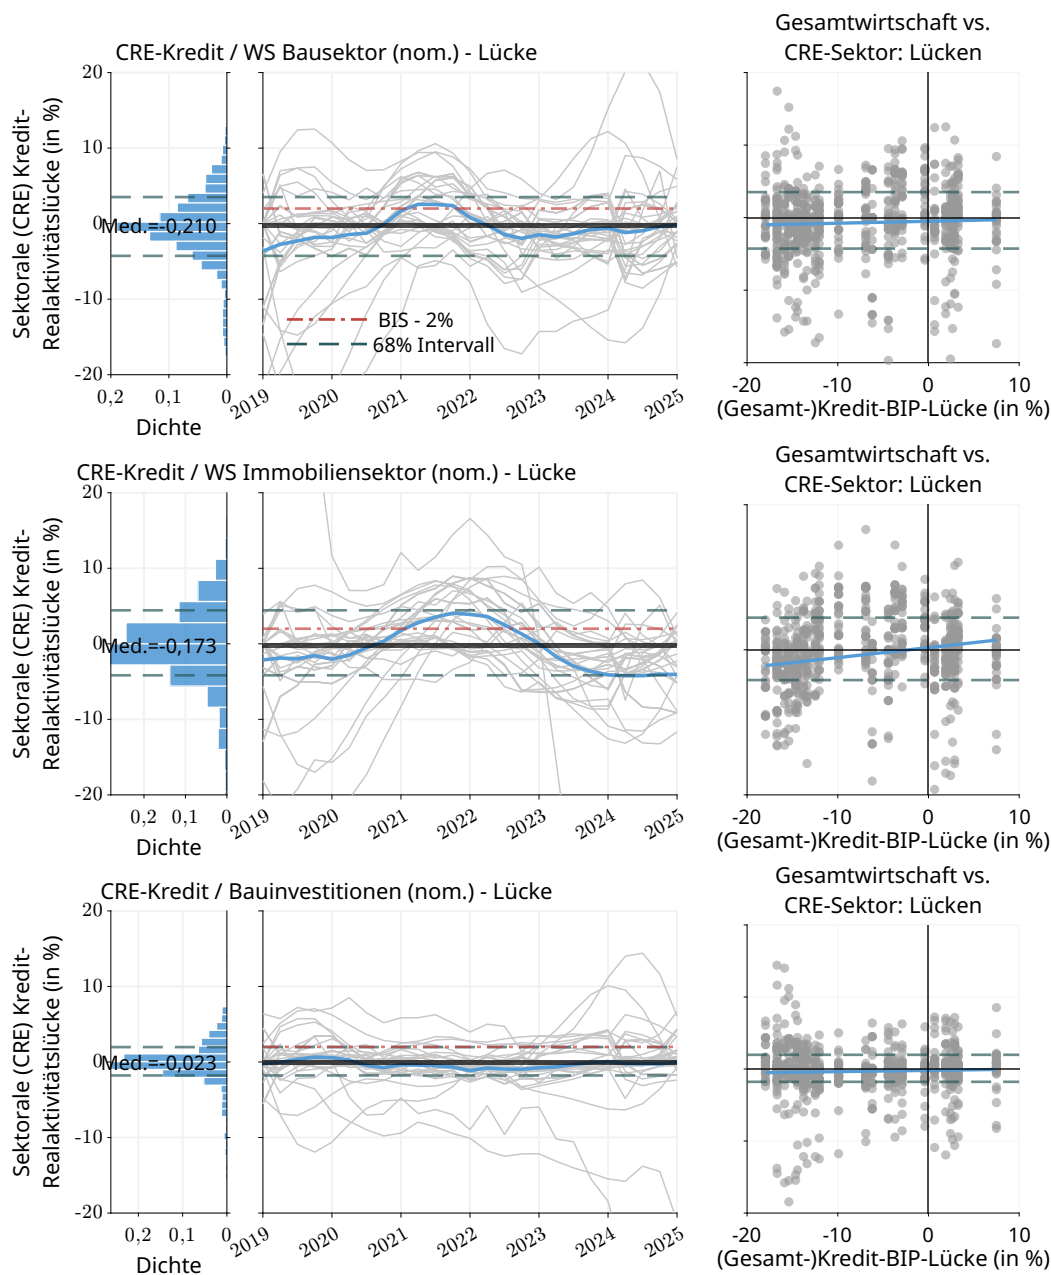 Gesamtwirtschaft vs.
CRE-Sektor: Lücken
CRE-Kredit / WS Bausektor (nom.) - Lücke
Sektorale (CRE) Kredit-
Realaktivitätslücke (in %)
20
10
0
-10
-20
Med.=-0,210
BIS - 2%
68% Intervall
0,2 0,1 0
Dichte
2019 2020 2021 2022 2023 2024 2025
-20 -10 0 10
(Gesamt-)Kredit-BIP-Lücke (in %)
Gesamtwirtschaft vs.
CRE-Sektor: Lücken
CRE-Kredit / WS Immobiliensektor (nom.) - Lücke
Sektorale (CRE) Kredit-
Realaktivitätslücke (in %)
20
10
0
-10
-20
Med.=-0,173
0,2 0,1 0
Dichte
2019 2020 2021 2022 2023 2024 2025
-20 -10 0 10
(Gesamt-)Kredit-BIP-Lücke (in %)
Gesamtwirtschaft vs.
CRE-Sektor: Lücken
CRE-Kredit / Bauinvestitionen (nom.) - Lücke
Sektorale (CRE) Kredit-
Realaktivitätslücke (in %)
20
10
0
-10
-20
Med.=-0,023
0,2 0,1 0
Dichte
2019 2020 2021 2022 2023 2024 2025
-20 -10 0 10
(Gesamt-)Kredit-BIP-Lücke (in %)